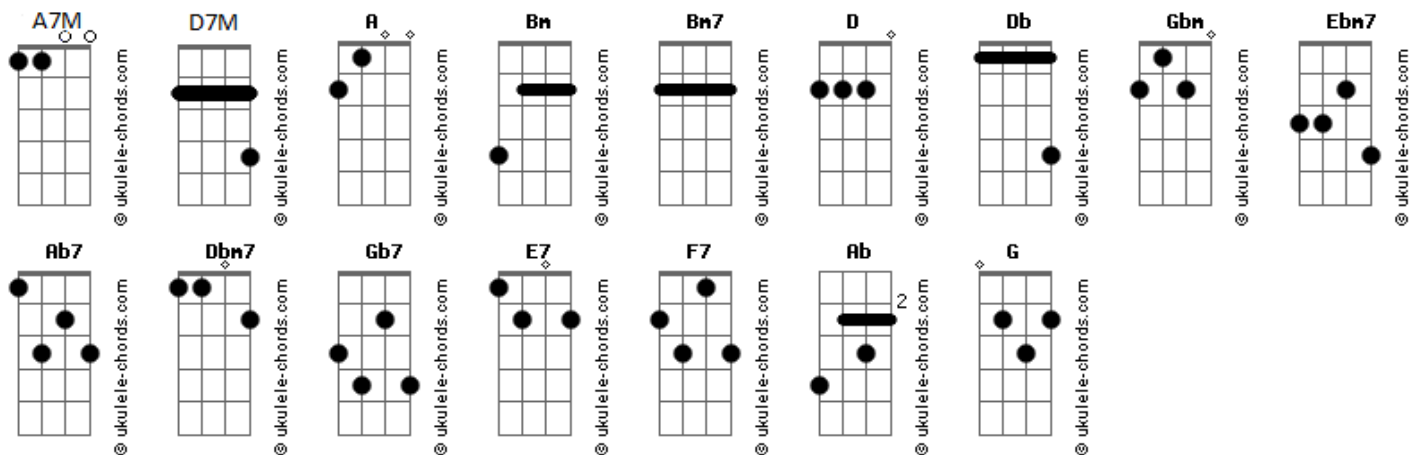 A7M D7M A Bm Bm7 D Db Gbm Ebm7
© ukulele-chords.com © ukulele-chords.com © ukulele-chords.com © ukulele-chords.com © ukulele-chords.com © ukulele-chords.com © ukulele-chords.com © ukulele-chords.com © ukulele-chords.com
Ab7 Dbm7 Gb7 E7 F7 Ab G
2
© ukulele-chords.com © ukulele-chords.com © ukulele-chords.com © ukulele-chords.com © ukulele-chords.com © ukulele-chords.com © ukulele-chords.com